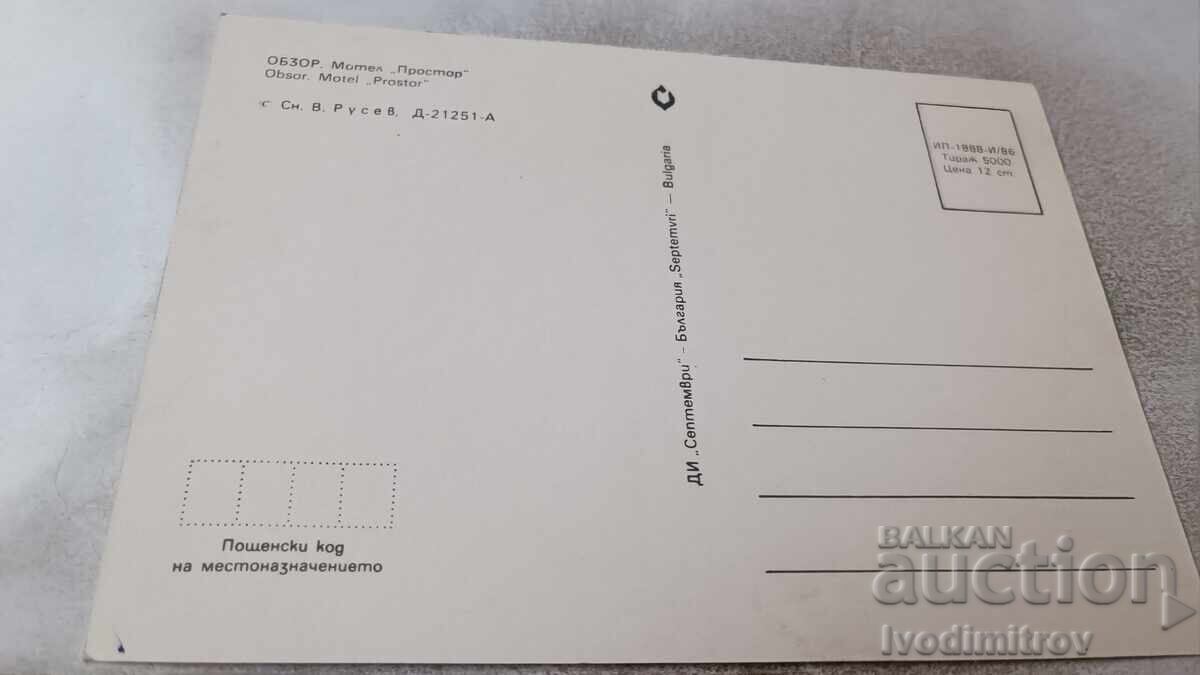 ОБЗОР. Мотел „Простор"
Obsor. Motel „Prostor"
© Сн. В. Русев, Д-21251-А
ДИ „Септември" – България „Septemvri" – Bulgaria
ИП-1888-И/86
Тираж 5000
Цена 12 ст.
Пощенски код
на местоназначението
BALKAN
auction
Ivodimitrov